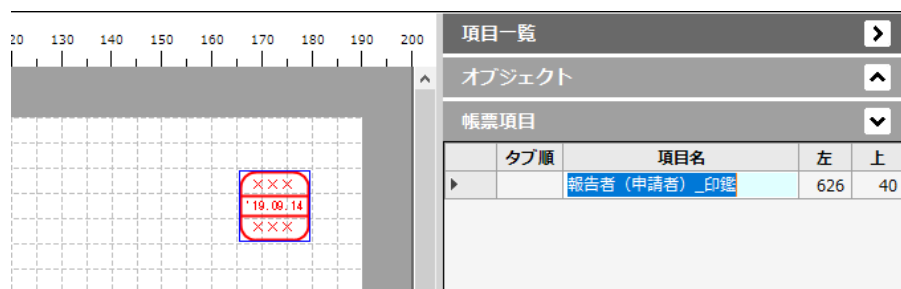 20 130 140 150 160 170 180 190 200
×××
'19.09.14
×××
項目一覧
オブジェクト
帳票項目
タブ順 項目名 左 上
報告者（申請者）_印鑑 626 40